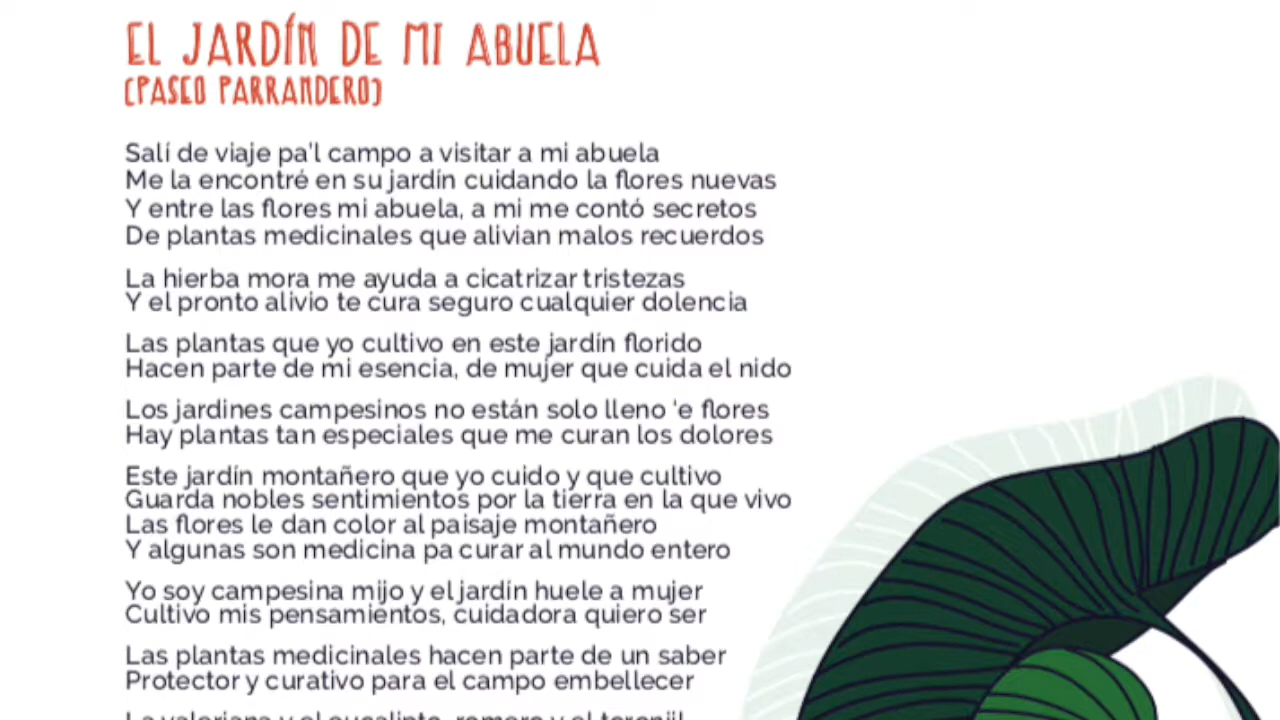 EL JARDÍN DE MI ABUELA
(PASEO PARRANDERO)
Salí de viaje pa'l campo a visitar a mi abuela
Me la encontré en su jardín cuidando la flores nuevas
Y entre las flores mi abuela, a mi me contó secretos
De plantas medicinales que alivian malos recuerdos
La hierba mora me ayuda a cicatrizar tristezas
Y el pronto alivio te cura seguro cualquier dolencia
Las plantas que yo cultivo en este jardín florido
Hacen parte de mi esencia, de mujer que cuida el nido
Los jardines campesinos no están solo lleno 'e flores
Hay plantas tan especiales que me curan los dolores
Este jardín montañero que yo cuido y que cultivo
Guarda nobles sentimientos por la tierra en la que vivo
Las flores le dan color al paisaje montañero
Y algunas son medicina pa curar al mundo entero
Yo soy campesina mijo y el jardín huele a mujer
Cultivo mis pensamientos, cuidadora quiero ser
Las plantas medicinales hacen parte de un saber
Protector y curativo para el campo embellecer
La valeriana y el eucalipto, romero y el toronjil